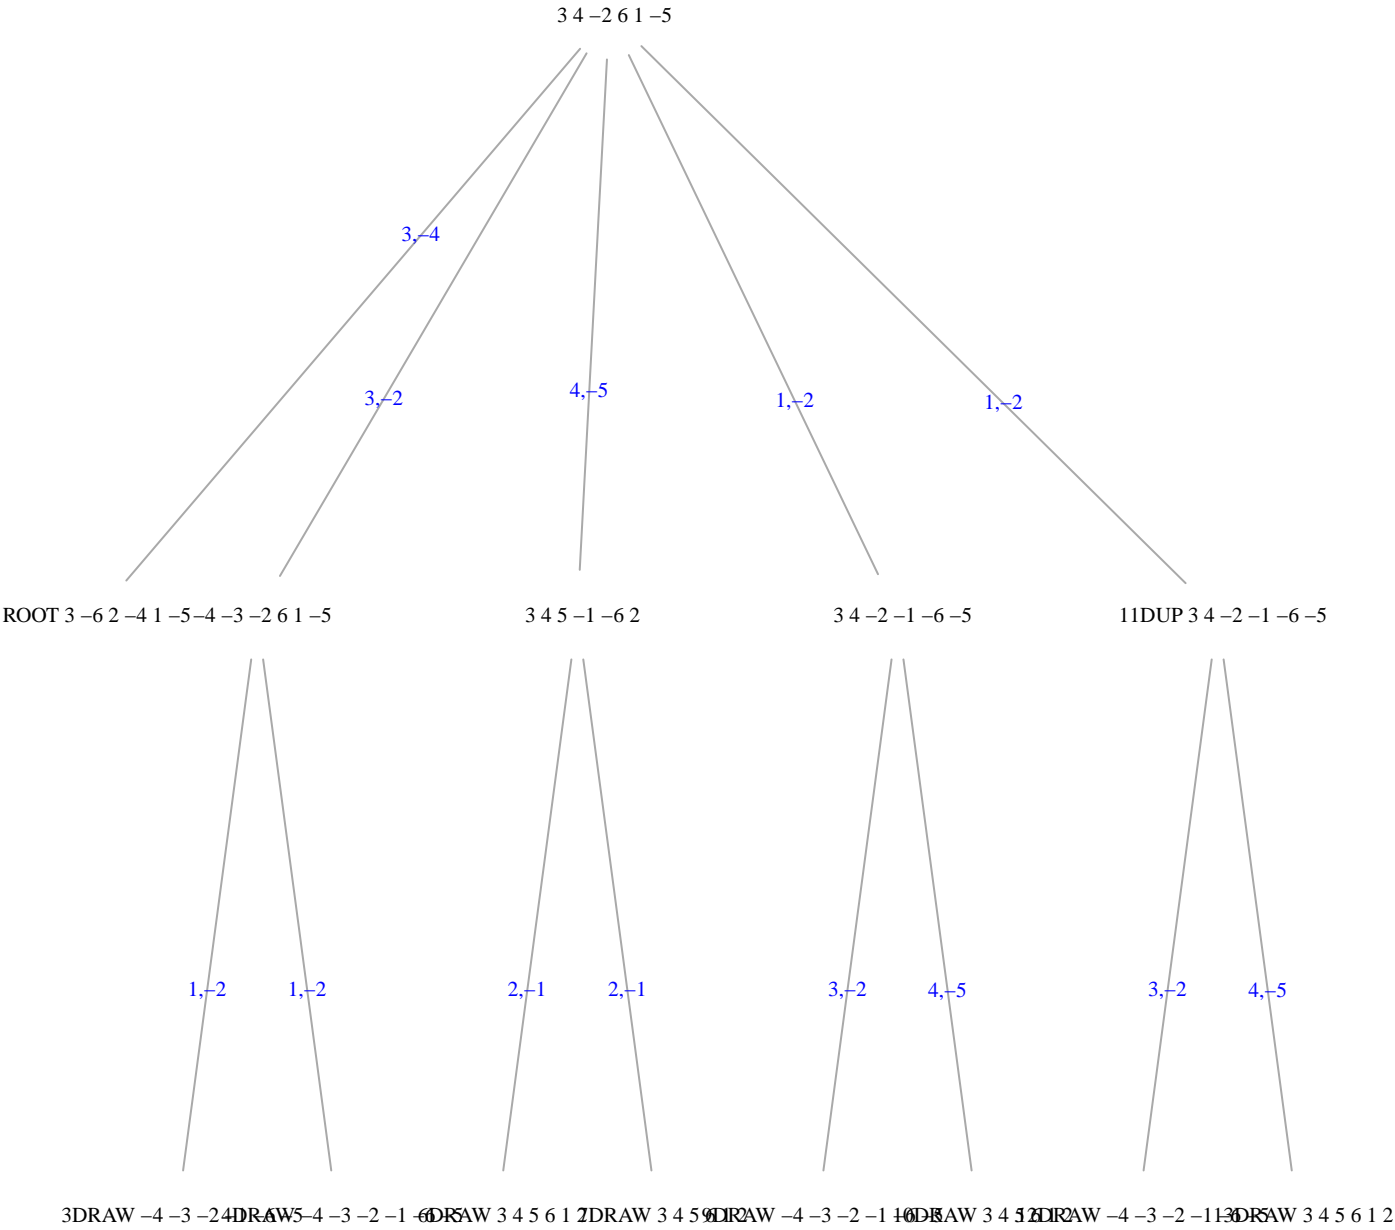 3 4 −2 6 1 −5
3,−4
3,−2
4,−5
1,−2
1,−2
ROOT 3 −6 2 −4 1 −5
−4 −3 −2 6 1 −5
3 4 5 −1 −6 2
3 4 −2 −1 −6 −5
11DUP 3 4 −2 −1 −6 −5
1,−2
1,−2
2,−1
2,−1
3,−2
4,−5
3,−2
4,−5
3DRAW −4 −3 −2
−4 −3 −2 −1
DRAW 3 4 5 6 1 2
DRAW 3 4 5
DRAW −4 −3 −2 −1
DRAW 3 4 5
−4 −3 −2 −1
DRAW 3 4 5 6 1 2